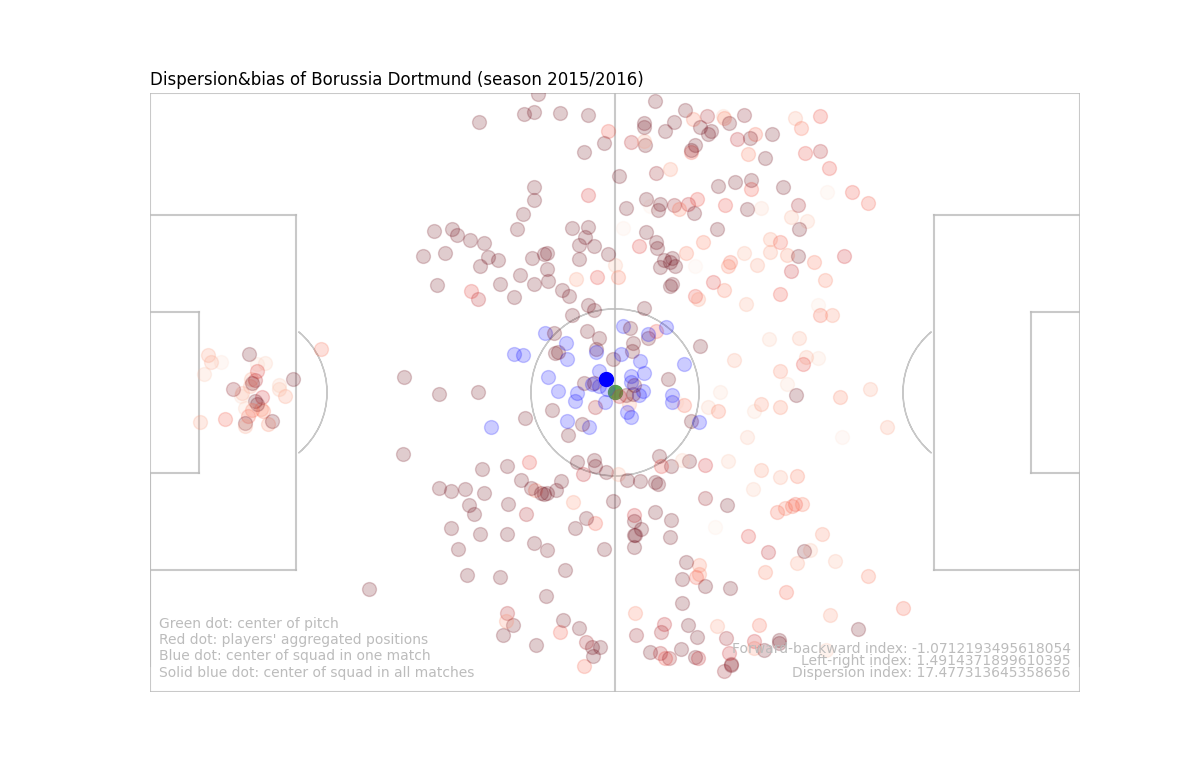 Dispersion&bias of Borussia Dortmund (season 2015/2016)
Green dot: center of pitch
Red dot: players' aggregated positions
Blue dot: center of squad in one match
Solid blue dot: center of squad in all matches
Forward-backward index: -1.0712193495618054
Left-right index: 1.4914371899610395
Dispersion index: 17.477313645358656